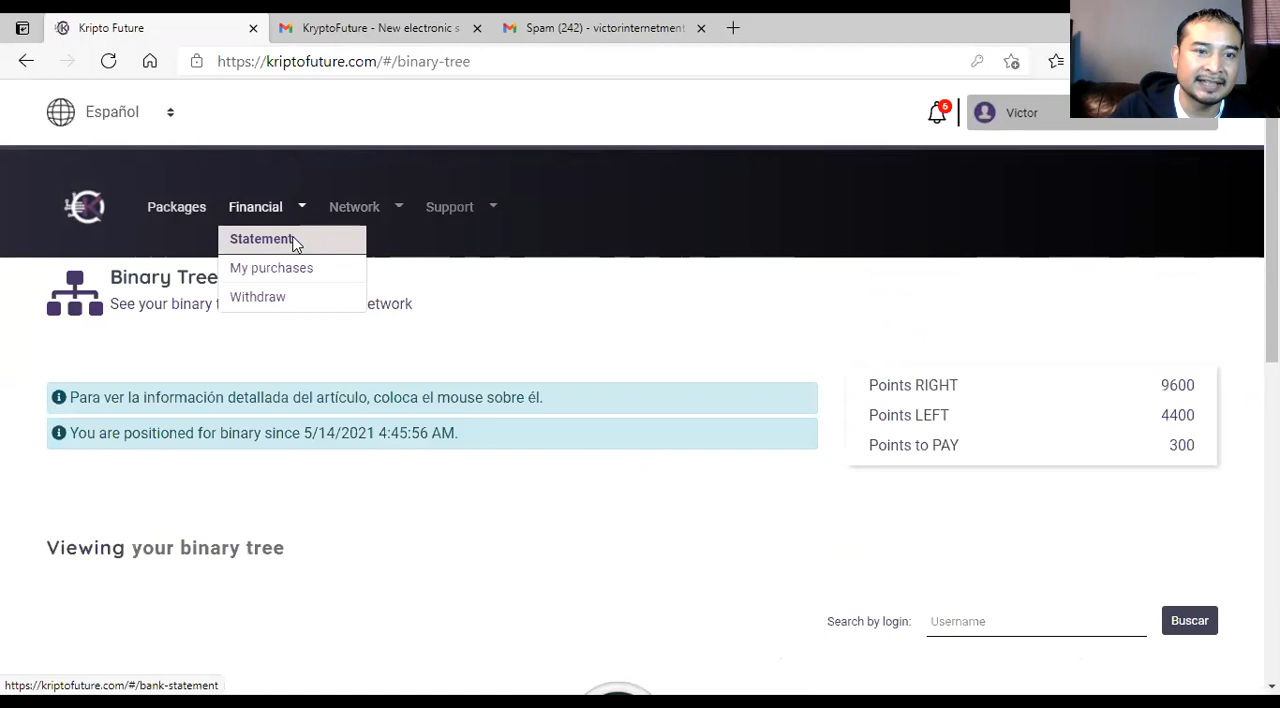 Kripto Future
KryptoFuture - New electronic s
Spam (242) - victorinternetment
https://kriptofuture.com/#/binary-tree
Español
6
Victor
Packages
Financial
Network
Support
Statement
My purchases
Withdraw
Binary Tree
See your binary t
etwork
Para ver la información detallada del artículo, coloca el mouse sobre él.
You are positioned for binary since 5/14/2021 4:45:56 AM.
Points RIGHT 9600
Points LEFT 4400
Points to PAY 300
Viewing your binary tree
Search by login: Username Buscar
https://kriptofuture.com/#/bank-statement